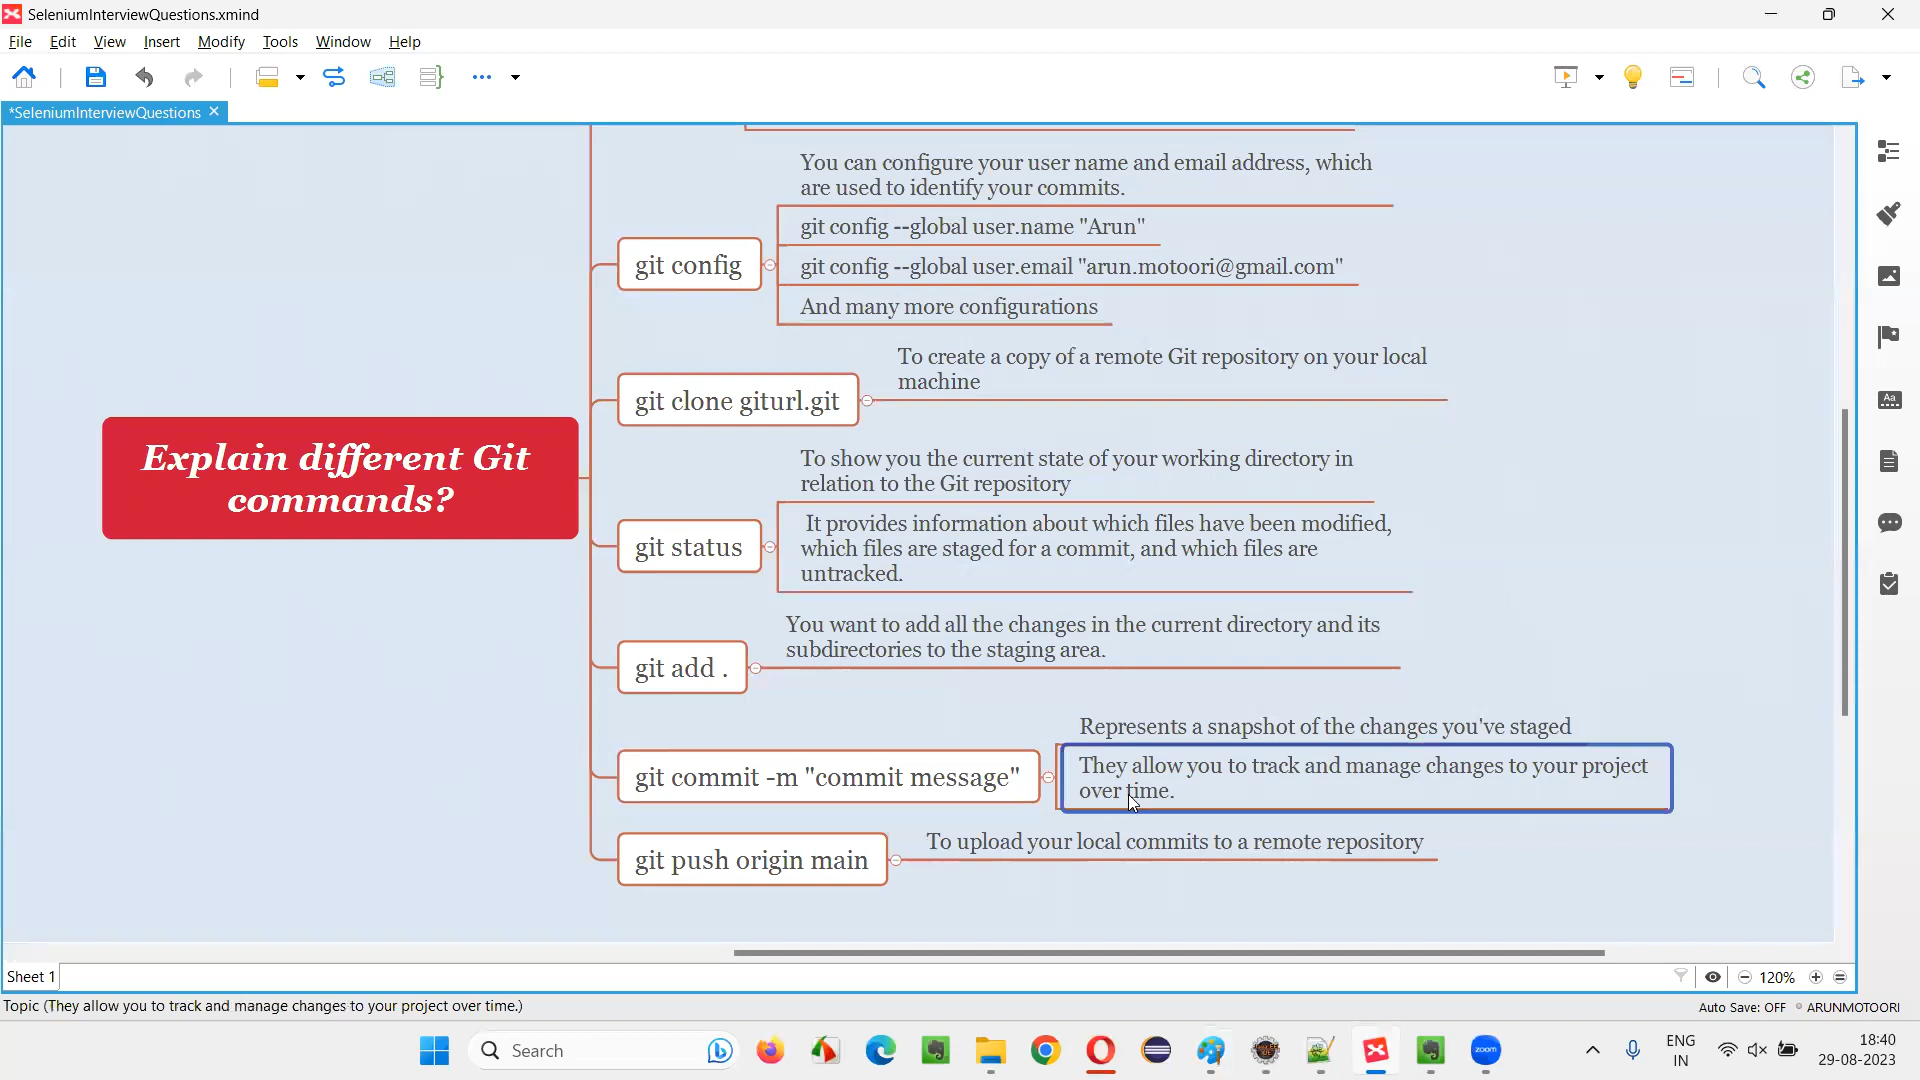 SeleniumInterviewQuestions.xmind
File Edit View Insert Modify Tools Window Help
*SeleniumInterviewQuestions
You can configure your user name and email address, which
are used to identify your commits.
git config --global user.name "Arun"
git config
git config --global user.email "arun.motoori@gmail.com"
And many more configurations
To create a copy of a remote Git repository on your local
machine
git clone giturl.git
Explain different Git
commands?
To show you the current state of your working directory in
relation to the Git repository
git status
It provides information about which files have been modified,
which files are staged for a commit, and which files are
untracked.
You want to add all the changes in the current directory and its
subdirectories to the staging area.
git add .
Represents a snapshot of the changes you've staged
git commit -m "commit message"
They allow you to track and manage changes to your project
over time.
To upload your local commits to a remote repository
git push origin main
Sheet 1
120%
Topic (They allow you to track and manage changes to your project over time.)
Auto Save: OFF
ARUNMOTOORI
Search
zoom
ENG
IN
18:40
29-08-2023